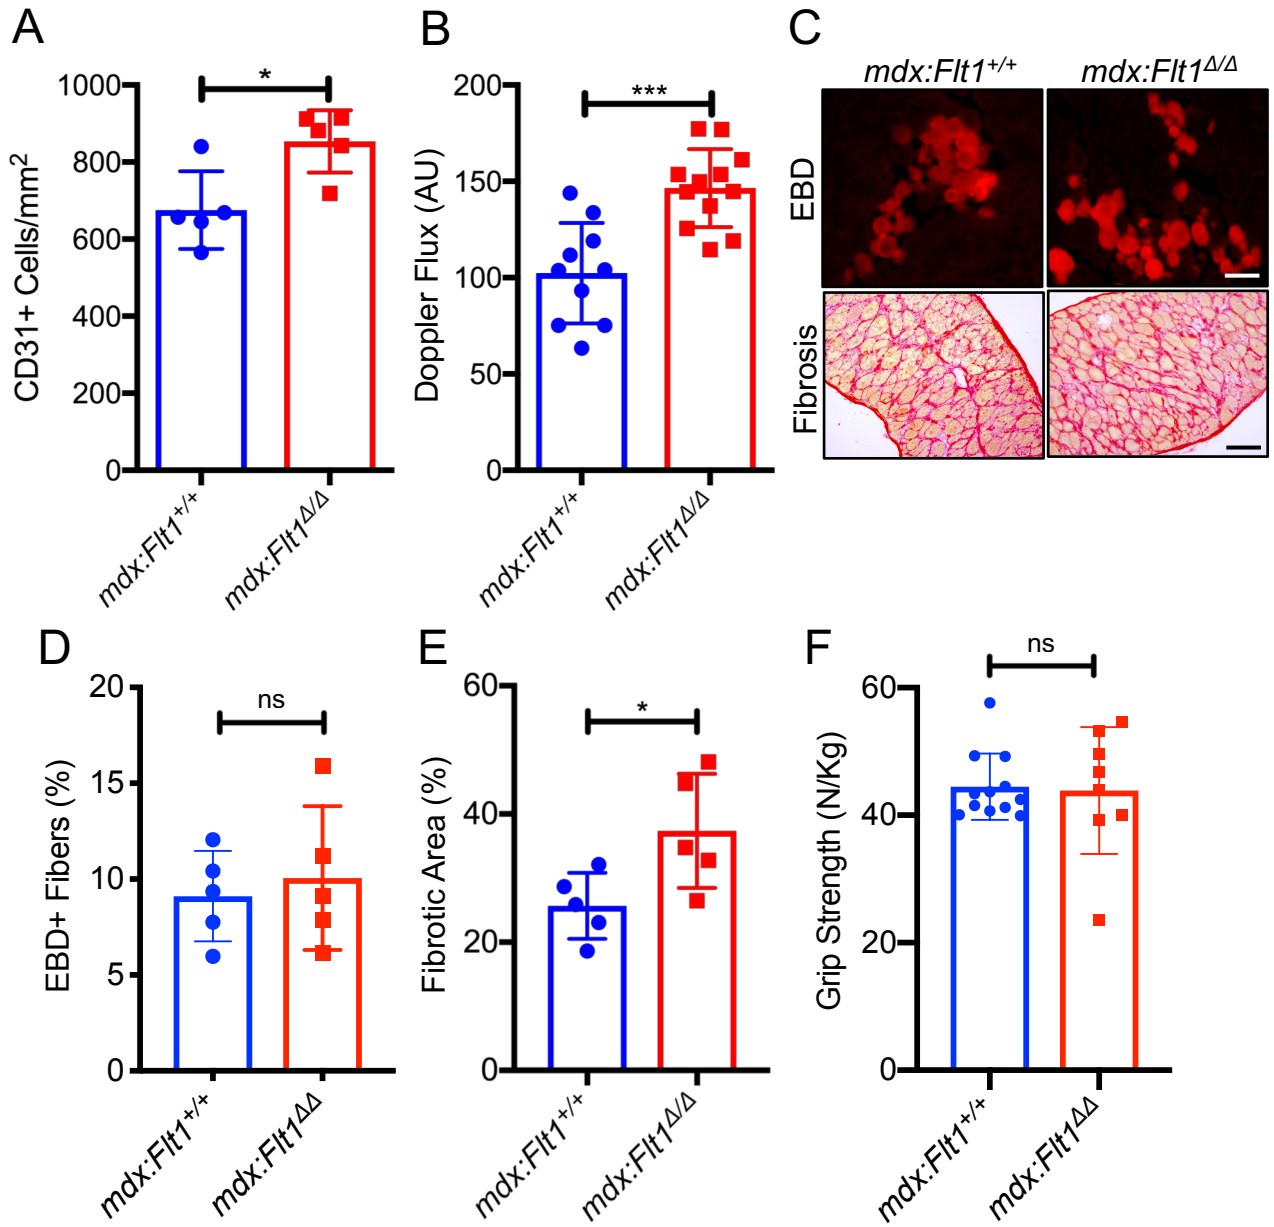 A
CD31+ Cells/mm²
1000
800
600
400
200
0
*
mdx:Flt1+/+
mdx:Flt1Δ/Δ
B
Doppler Flux (AU)
200
150
100
50
0
***
mdx:Flt1+/+
mdx:Flt1Δ/Δ
C
mdx:Flt1+/+
mdx:Flt1Δ/Δ
EBD
Fibrosis
D
EBD+ Fibers (%)
20
15
10
5
0
ns
mdx:Flt1+/+
mdx:Flt1ΔΔ
E
Fibrotic Area (%)
60
40
20
0
*
mdx:Flt1+/+
mdx:Flt1Δ/Δ
F
Grip Strength (N/Kg)
60
40
20
0
ns
mdx:Flt1+/+
mdx:Flt1ΔΔ